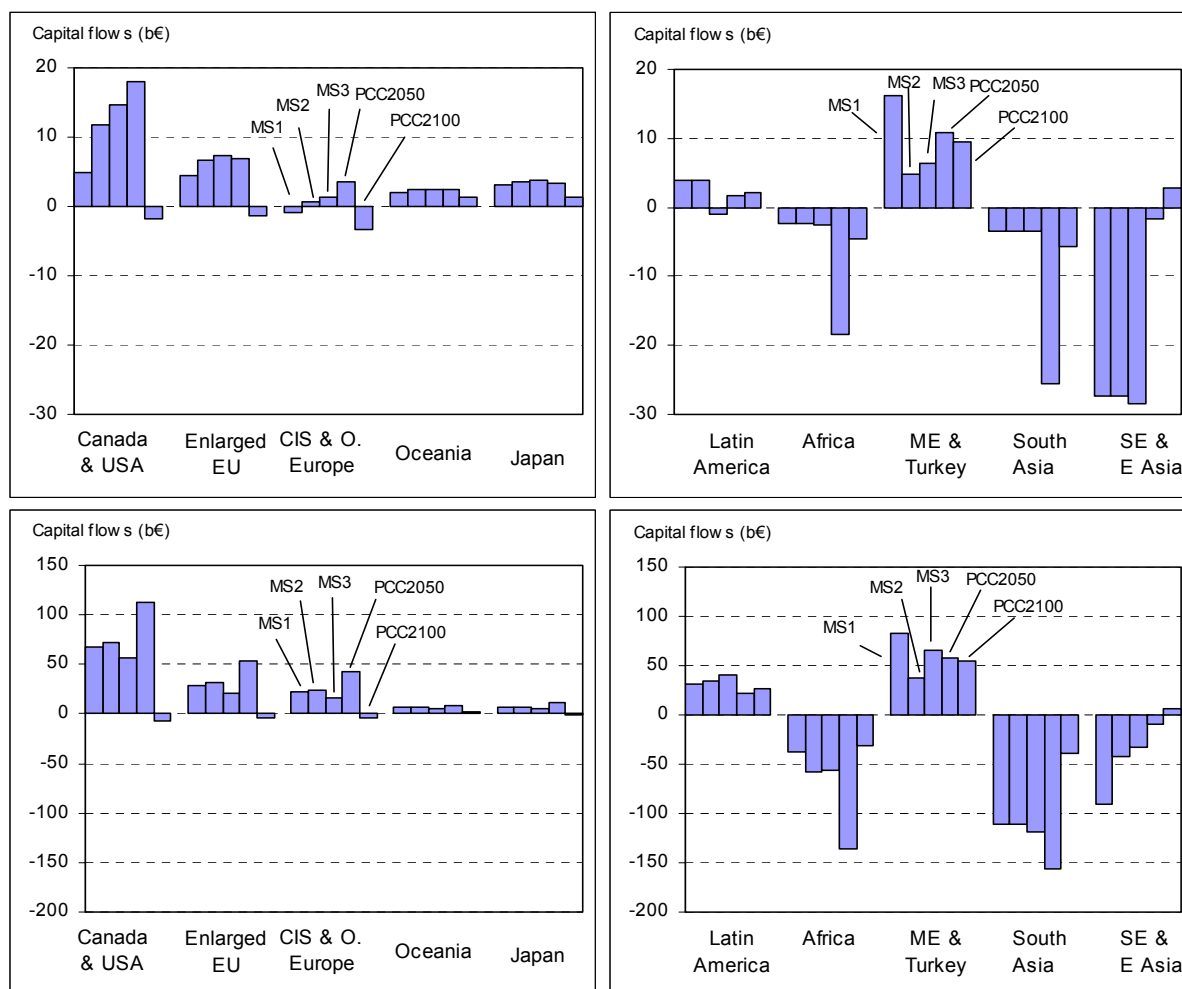 Capital flows (b€)
20
10
0
-10
-20
-30
MS1
MS2
MS3
PCC2050
PCC2100
Canada
& USA
Enlarged
EU
CIS & O.
Europe
Oceania
Japan
Capital flows (b€)
20
10
0
-10
-20
-30
MS1
MS2
MS3
PCC2050
PCC2100
Latin
America
Africa
ME &
Turkey
South
Asia
SE &
E Asia
Capital flows (b€)
150
100
50
0
-50
-100
-150
-200
MS1
MS2
MS3
PCC2050
PCC2100
Canada
& USA
Enlarged
EU
CIS & O.
Europe
Oceania
Japan
Capital flows (b€)
150
100
50
0
-50
-100
-150
-200
MS1
MS2
MS3
PCC2050
PCC2100
Latin
America
Africa
ME &
Turkey
South
Asia
SE &
E Asia